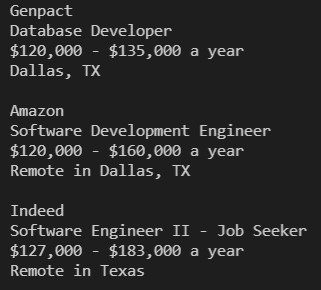 Genpact
Database Developer
$120,000 - $135,000 a year
Dallas, TX

Amazon
Software Development Engineer
$120,000 - $160,000 a year
Remote in Dallas, TX

Indeed
Software Engineer II - Job Seeker
$127,000 - $183,000 a year
Remote in Texas